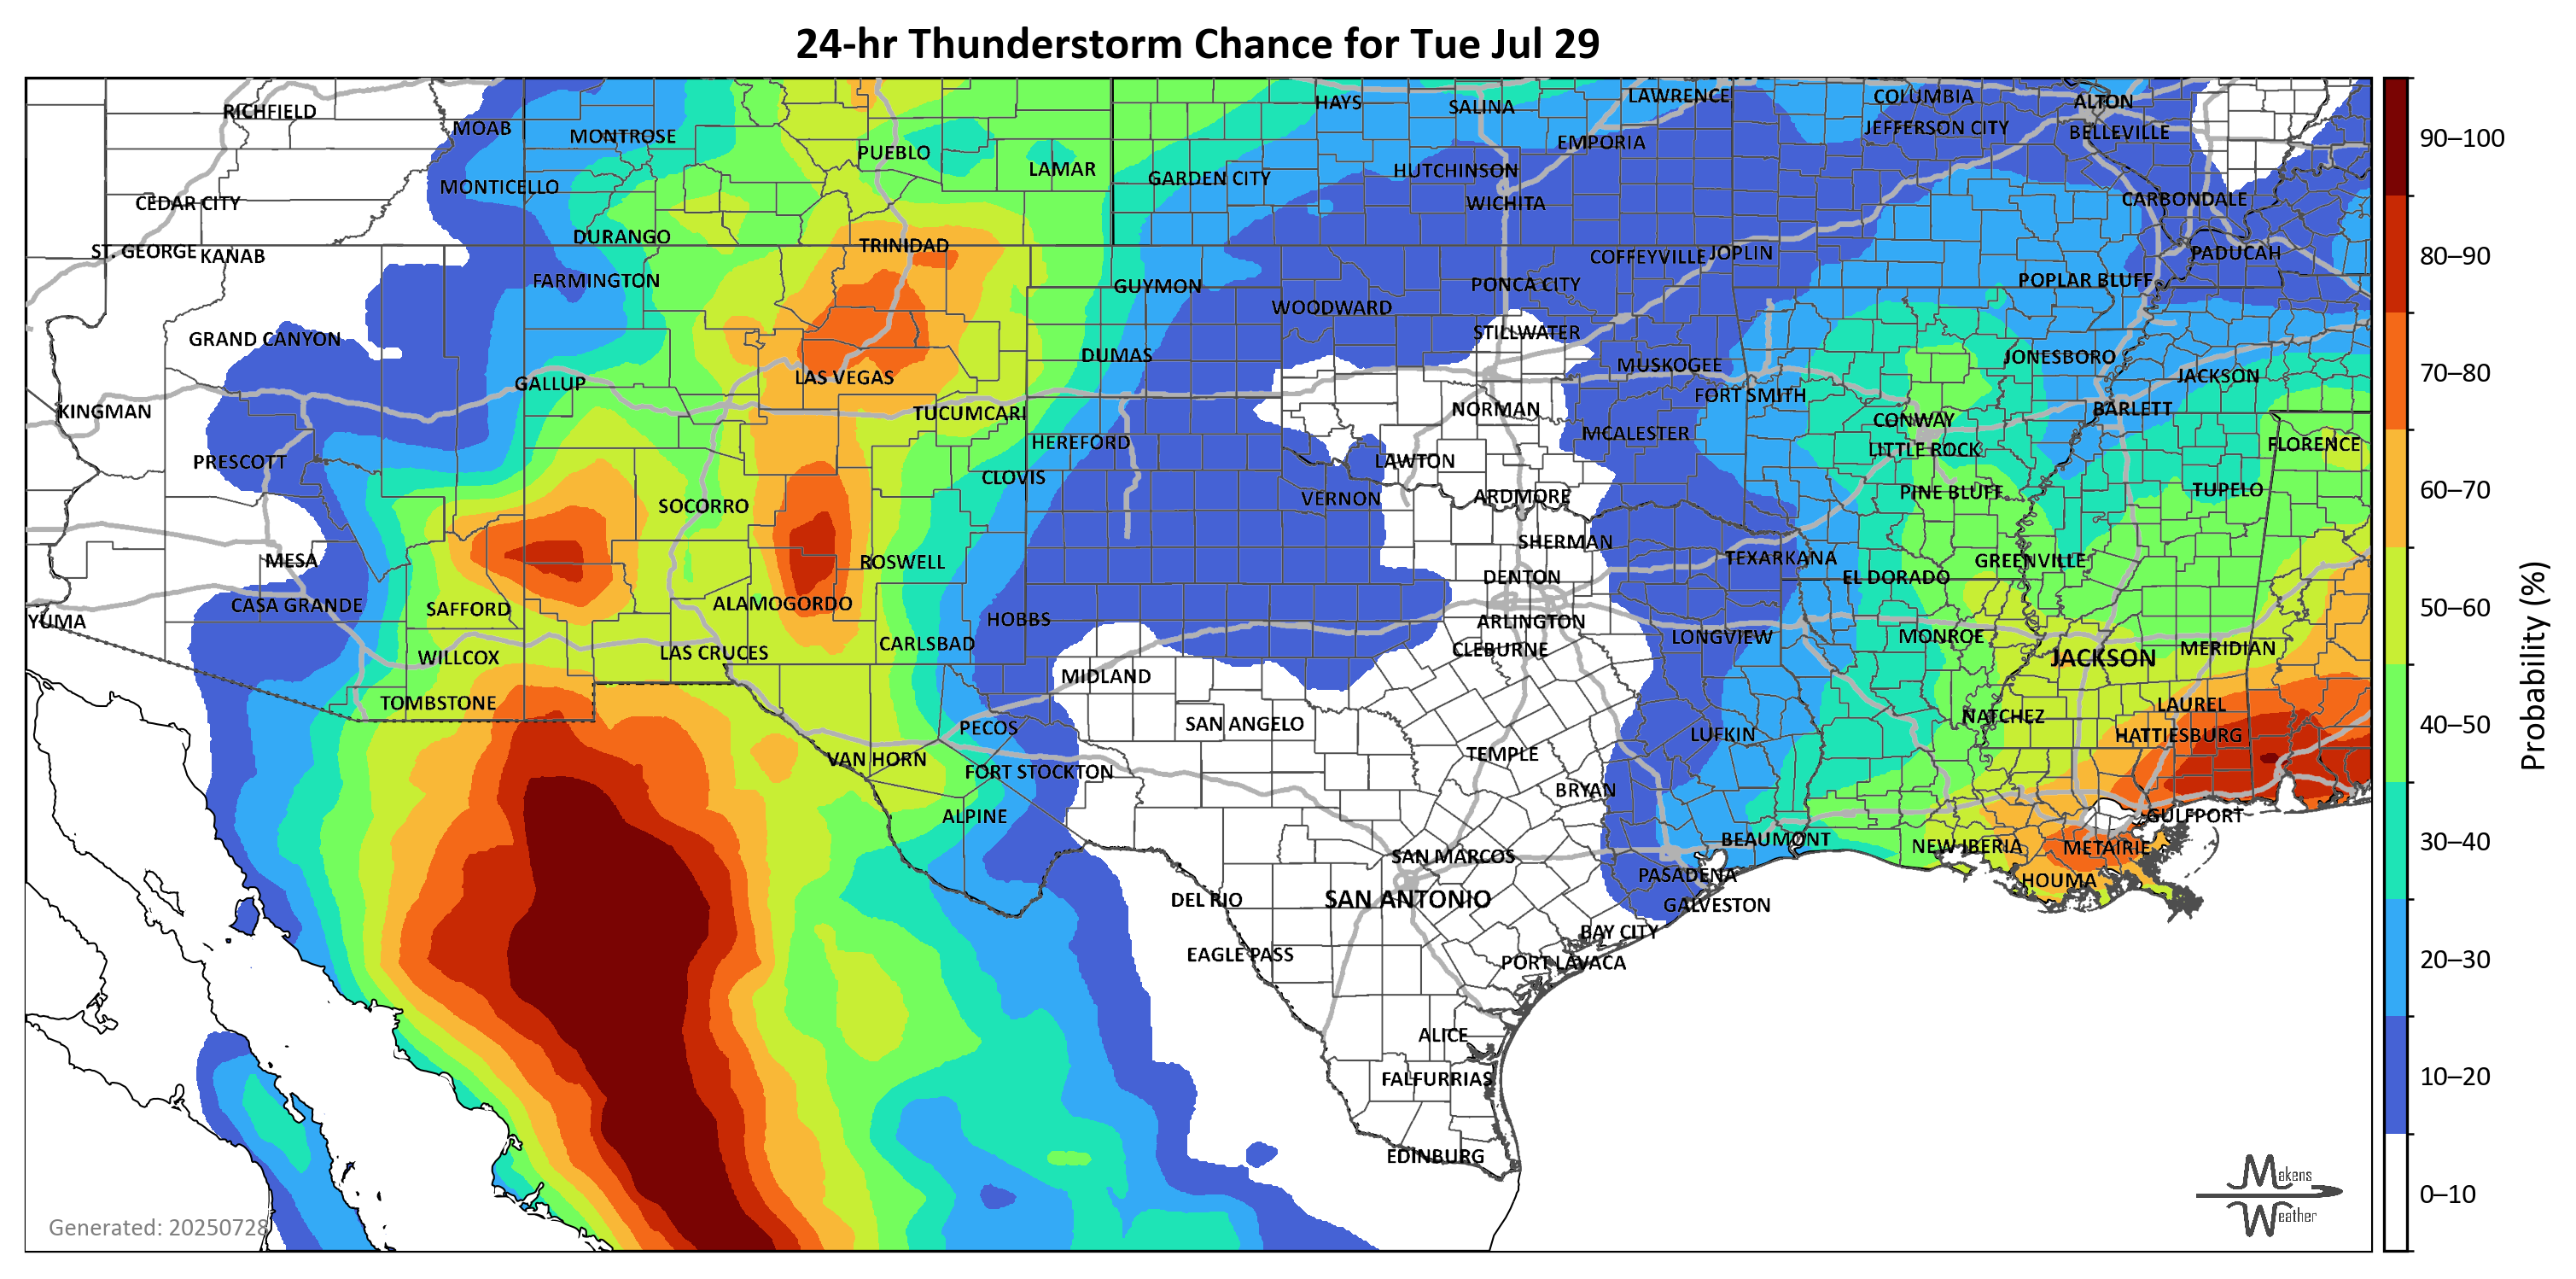 24-hr Thunderstorm Chance for Tue Jul 29
RICHFIELD
MOAB
MONTROSE
PUEBLO
LAMAR
HAYS
SALINA
LAWRENCE
COLUMBIA
ALTON
JEFFERSON CITY
BELLEVILLE
EMPORIA
HUTCHINSON
GARDEN CITY
MONTICELLO
CEDAR CITY
WICHITA
CARBONDALE
DURANGO
TRINIDAD
ST. GEORGE
KANAB
COFFEYVILLE
JOPLIN
PADUCAH
FARMINGTON
GUYMON
PONCA CITY
POPLAR BLUFF
WOODWARD
STILLWATER
GRAND CANYON
DUMAS
MUSKOGEE
JONESBORO
GALLUP
LAS VEGAS
FORT SMITH
JACKSON
KINGMAN
TUCUMCARI
NORMAN
CONWAY
BARLETT
HEREFORD
MCALESTER
LITTLE ROCK
FLORENCE
PRESCOTT
CLOVIS
LAWTON
VERNON
ARDMORE
PINE BLUFF
TUPELO
SOCORRO
SHERMAN
MESA
ROSWELL
TEXARKANA
GREENVILLE
DENTON
EL DORADO
CASA GRANDE
SAFFORD
ALAMOGORDO
HOBBS
ARLINGTON
YUMA
CARLSBAD
CLEBURNE
LONGVIEW
MONROE
WILLCOX
LAS CRUCES
JACKSON
MERIDIAN
MIDLAND
TOMBSTONE
SAN ANGELO
PECOS
NATCHEZ
LAUREL
LUFKIN
HATTIESBURG
VAN HORN
FORT STOCKTON
TEMPLE
BRYAN
ALPINE
GULFPORT
BEAUMONT
NEW IBERIA
METAIRIE
SAN MARCOS
PASADENA
HOUMA
DEL RIO
SAN ANTONIO
GALVESTON
BAY CITY
EAGLE PASS
PORT LAVACA
ALICE
FALFURRIAS
EDINBURG
Generated: 20250728
Makens
Weather
90–100
80–90
70–80
60–70
50–60
40–50
30–40
20–30
10–20
0–10
Probability (%)